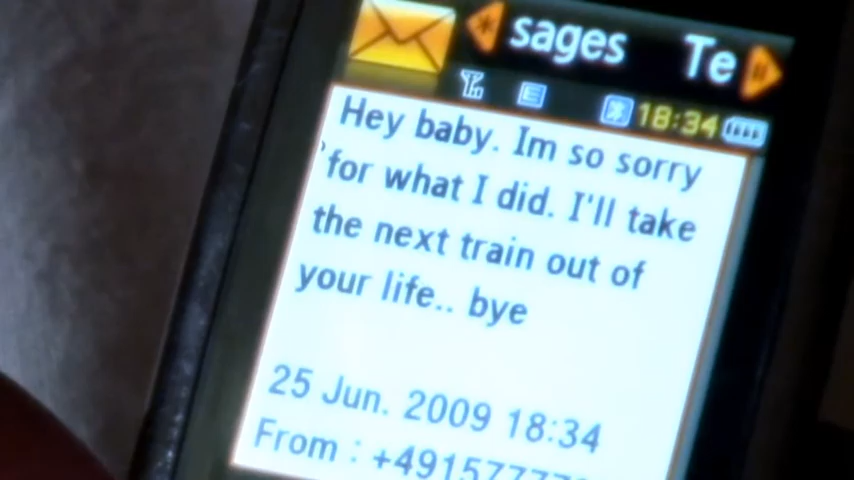 sages Te
18:34
Hey baby. Im so sorry
for what I did. I'll take
the next train out of
your life.. bye
25 Jun. 2009 18:34
From : +49157777